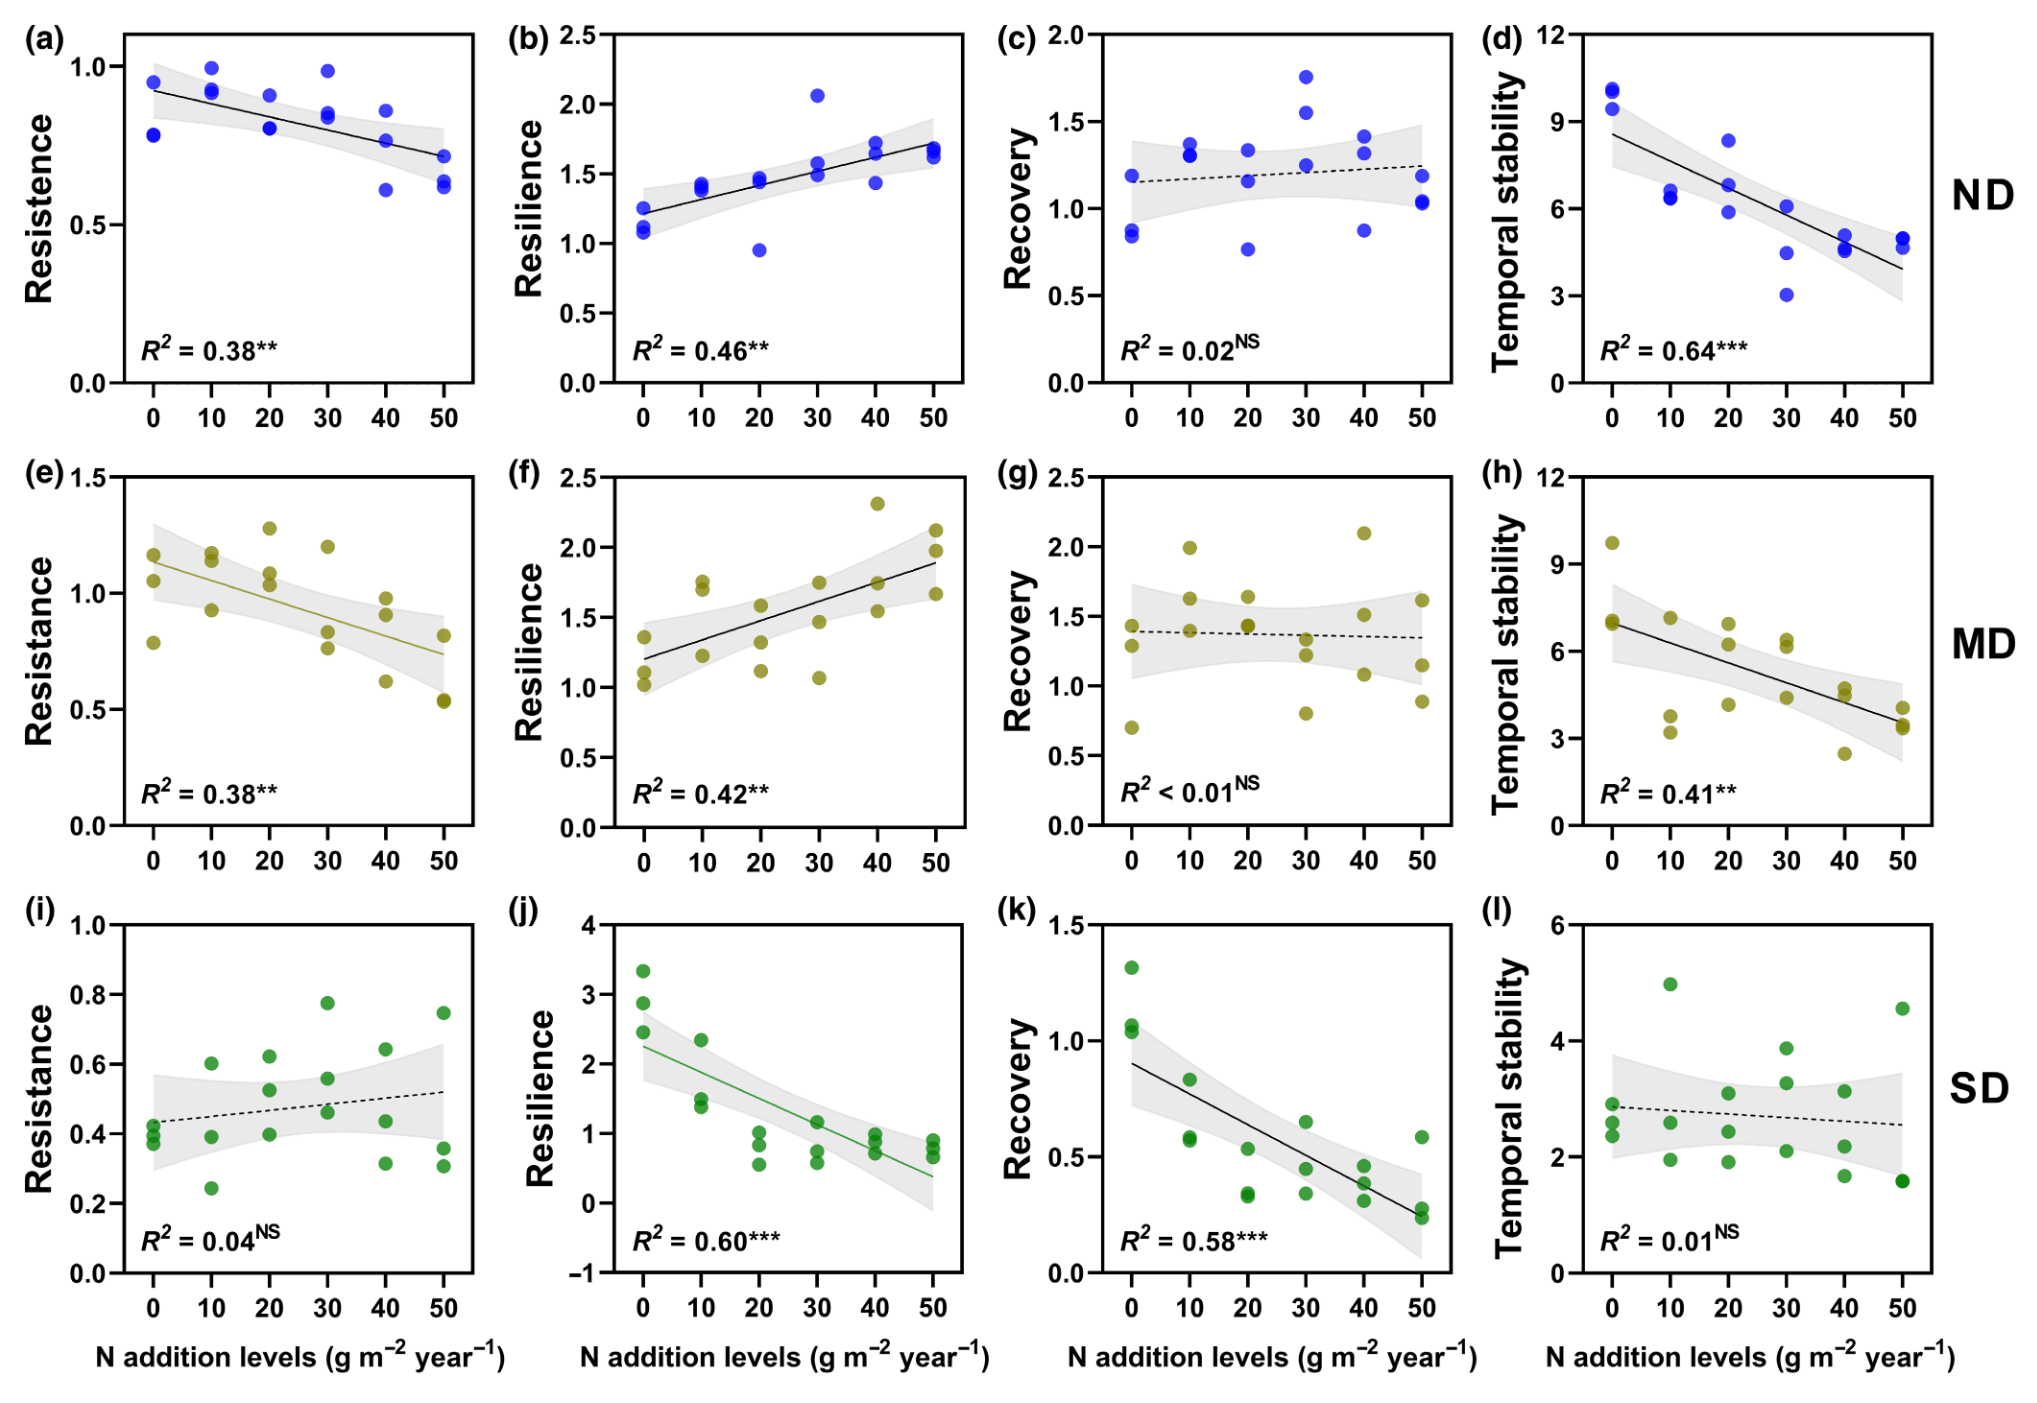 (a) (b) (c) (d)
Resistence
1.0
0.5
0.0
R² = 0.38**
0 10 20 30 40 50
Resilience
2.5
2.0
1.5
1.0
0.5
0.0
R² = 0.46**
0 10 20 30 40 50
Recovery
2.0
1.5
1.0
0.5
0.0
R² = 0.02NS
0 10 20 30 40 50
Temporal stability
12
9
6
3
0
R² = 0.64***
0 10 20 30 40 50
ND
(e) (f) (g) (h)
Resistance
1.5
1.0
0.5
0.0
R² = 0.38**
0 10 20 30 40 50
Resilience
2.5
2.0
1.5
1.0
0.5
0.0
R² = 0.42**
0 10 20 30 40 50
Recovery
2.5
2.0
1.5
1.0
0.5
0.0
R² < 0.01NS
0 10 20 30 40 50
Temporal stability
12
9
6
3
0
R² = 0.41**
0 10 20 30 40 50
MD
(i) (j) (k) (l)
Resistance
1.0
0.8
0.6
0.4
0.2
0.0
R² = 0.04NS
0 10 20 30 40 50
N addition levels (g m⁻² year⁻¹)
Resilience
4
3
2
1
0
−1
R² = 0.60***
0 10 20 30 40 50
N addition levels (g m⁻² year⁻¹)
Recovery
1.5
1.0
0.5
0.0
R² = 0.58***
0 10 20 30 40 50
N addition levels (g m⁻² year⁻¹)
Temporal stability
6
4
2
0
R² = 0.01NS
0 10 20 30 40 50
N addition levels (g m⁻² year⁻¹)
SD